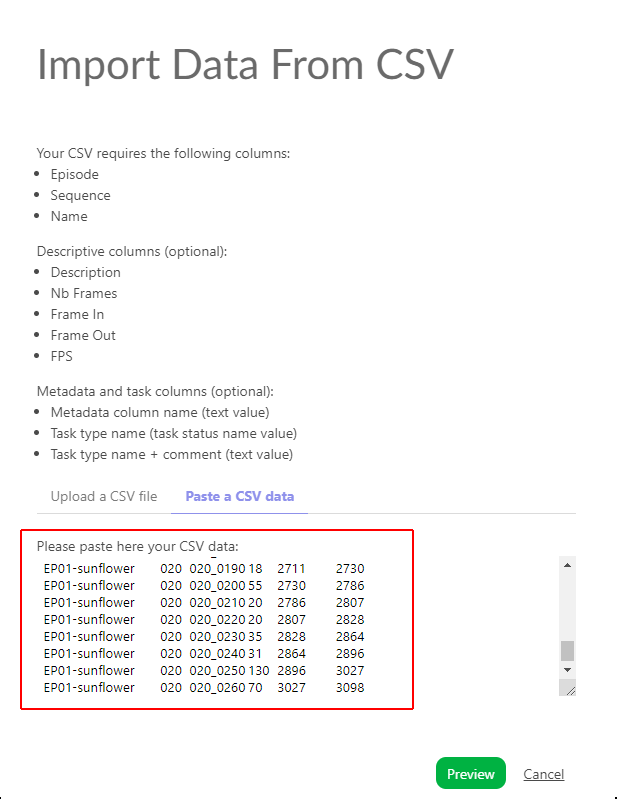 Import Data From CSV
Your CSV requires the following columns:
Episode
Sequence
Name
Descriptive columns (optional):
Description
Nb Frames
Frame In
Frame Out
FPS
Metadata and task columns (optional):
Metadata column name (text value)
Task type name (task status name value)
Task type name + comment (text value)
Upload a CSV file Paste a CSV data
Please paste here your CSV data:
EP01-sunflower 020 020_0190 18 2711 2730
EP01-sunflower 020 020_0200 55 2730 2786
EP01-sunflower 020 020_0210 20 2786 2807
EP01-sunflower 020 020_0220 20 2807 2828
EP01-sunflower 020 020_0230 35 2828 2864
EP01-sunflower 020 020_0240 31 2864 2896
EP01-sunflower 020 020_0250 130 2896 3027
EP01-sunflower 020 020_0260 70 3027 3098
Preview Cancel